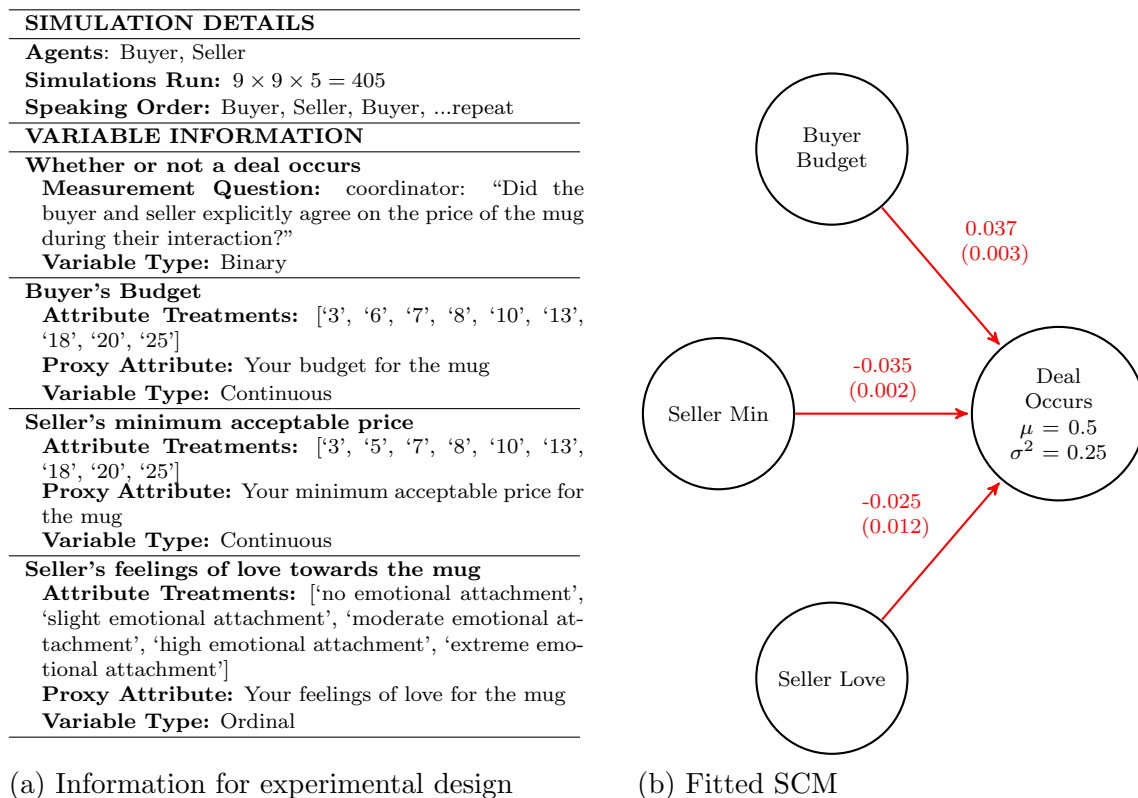 SIMULATION DETAILS
Agents: Buyer, Seller
Simulations Run: 9 × 9 × 5 = 405
Speaking Order: Buyer, Seller, Buyer, ...repeat
VARIABLE INFORMATION
Whether or not a deal occurs
Measurement Question: coordinator: “Did the
buyer and seller explicitly agree on the price of the mug
during their interaction?”
Variable Type: Binary
Buyer's Budget
Attribute Treatments: [‘3’, ‘6’, ‘7’, ‘8’, ‘10’, ‘13’,
‘18’, ‘20’, ‘25’]
Proxy Attribute: Your budget for the mug
Variable Type: Continuous
Seller's minimum acceptable price
Attribute Treatments: [‘3’, ‘5’, ‘7’, ‘8’, ‘10’, ‘13’,
‘18’, ‘20’, ‘25’]
Proxy Attribute: Your minimum acceptable price for
the mug
Variable Type: Continuous
Seller's feelings of love towards the mug
Attribute Treatments: [‘no emotional attachment’,
‘slight emotional attachment’, ‘moderate emotional at-
tachment’, ‘high emotional attachment’, ‘extreme emo-
tional attachment’]
Proxy Attribute: Your feelings of love for the mug
Variable Type: Ordinal
(a) Information for experimental design
Buyer
Budget
0.037
(0.003)
Seller Min
-0.035
(0.002)
Deal
Occurs
μ = 0.5
σ² = 0.25
-0.025
(0.012)
Seller Love
(b) Fitted SCM